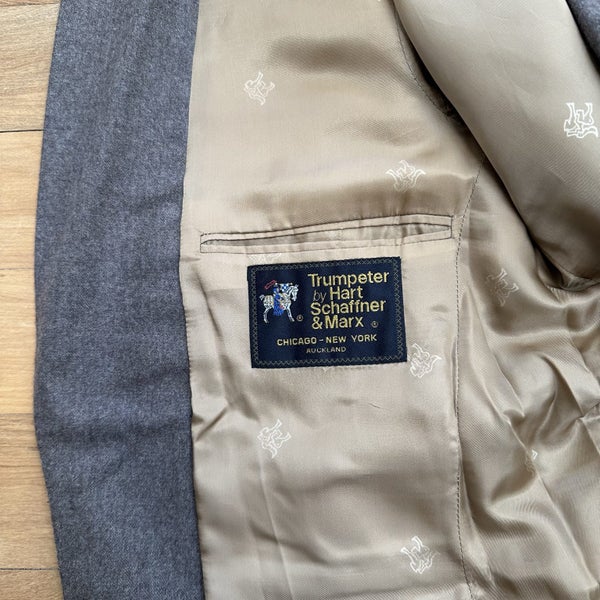 Trumpeter
by Hart
Schaffner
& Marx ®
®
CHICAGO - NEW YORK
AUCKLAND